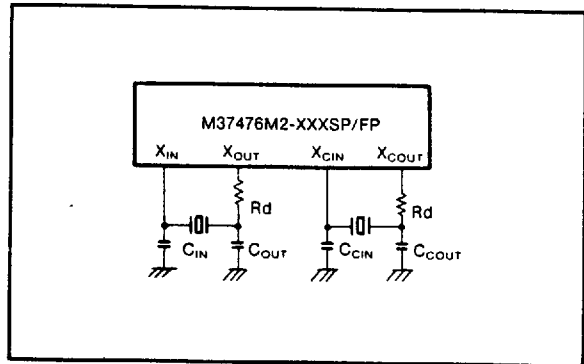 M37476M2-XXXSP/FP
XIN XOUT XCIN XCOUT
Rd Rd
CIN COUT CCIN CCOUT